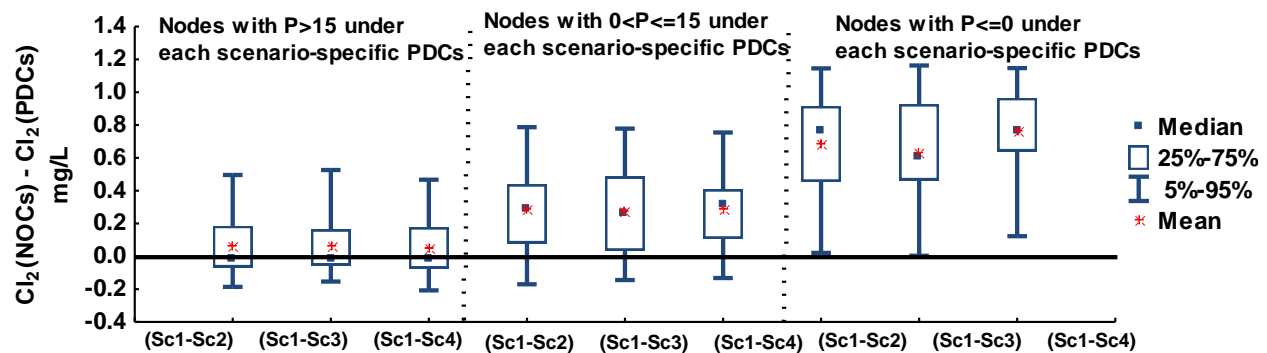 Nodes with P>15 under
each scenario-specific PDCs
Nodes with 0<P<=15 under
each scenario-specific PDCs
Nodes with P<=0 under
each scenario-specific PDCs
Cl₂(NOCs) - Cl₂(PDCs)
mg/L
1.4
1.2
1.0
0.8
0.6
0.4
0.2
0.0
-0.2
-0.4
(Sc1-Sc2)
(Sc1-Sc3)
(Sc1-Sc4)
(Sc1-Sc2)
(Sc1-Sc3)
(Sc1-Sc4)
(Sc1-Sc2)
(Sc1-Sc3)
(Sc1-Sc4)
Median
25%-75%
5%-95%
Mean